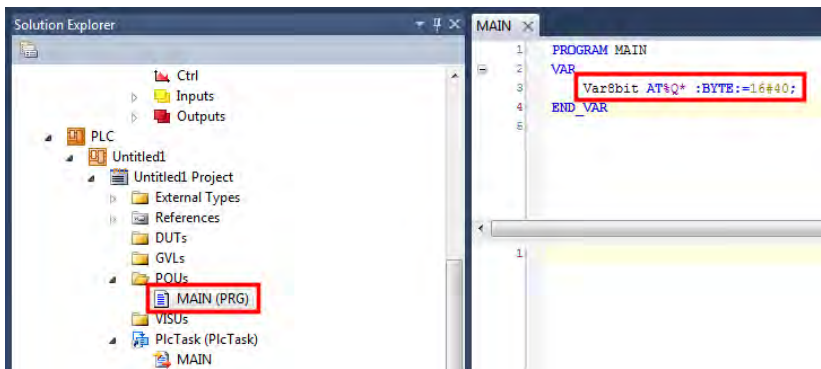 Solution Explorer
Ctrl
Inputs
Outputs
PLC
Untitled1
Untitled1 Project
External Types
References
DUTs
GVLs
POUs
MAIN (PRG)
VISUs
PlcTask (PlcTask)
MAIN
MAIN
1 PROGRAM MAIN
2 VAR
3 Var8bit AT%Q* :BYTE:=16#40;
4 END_VAR
5
1